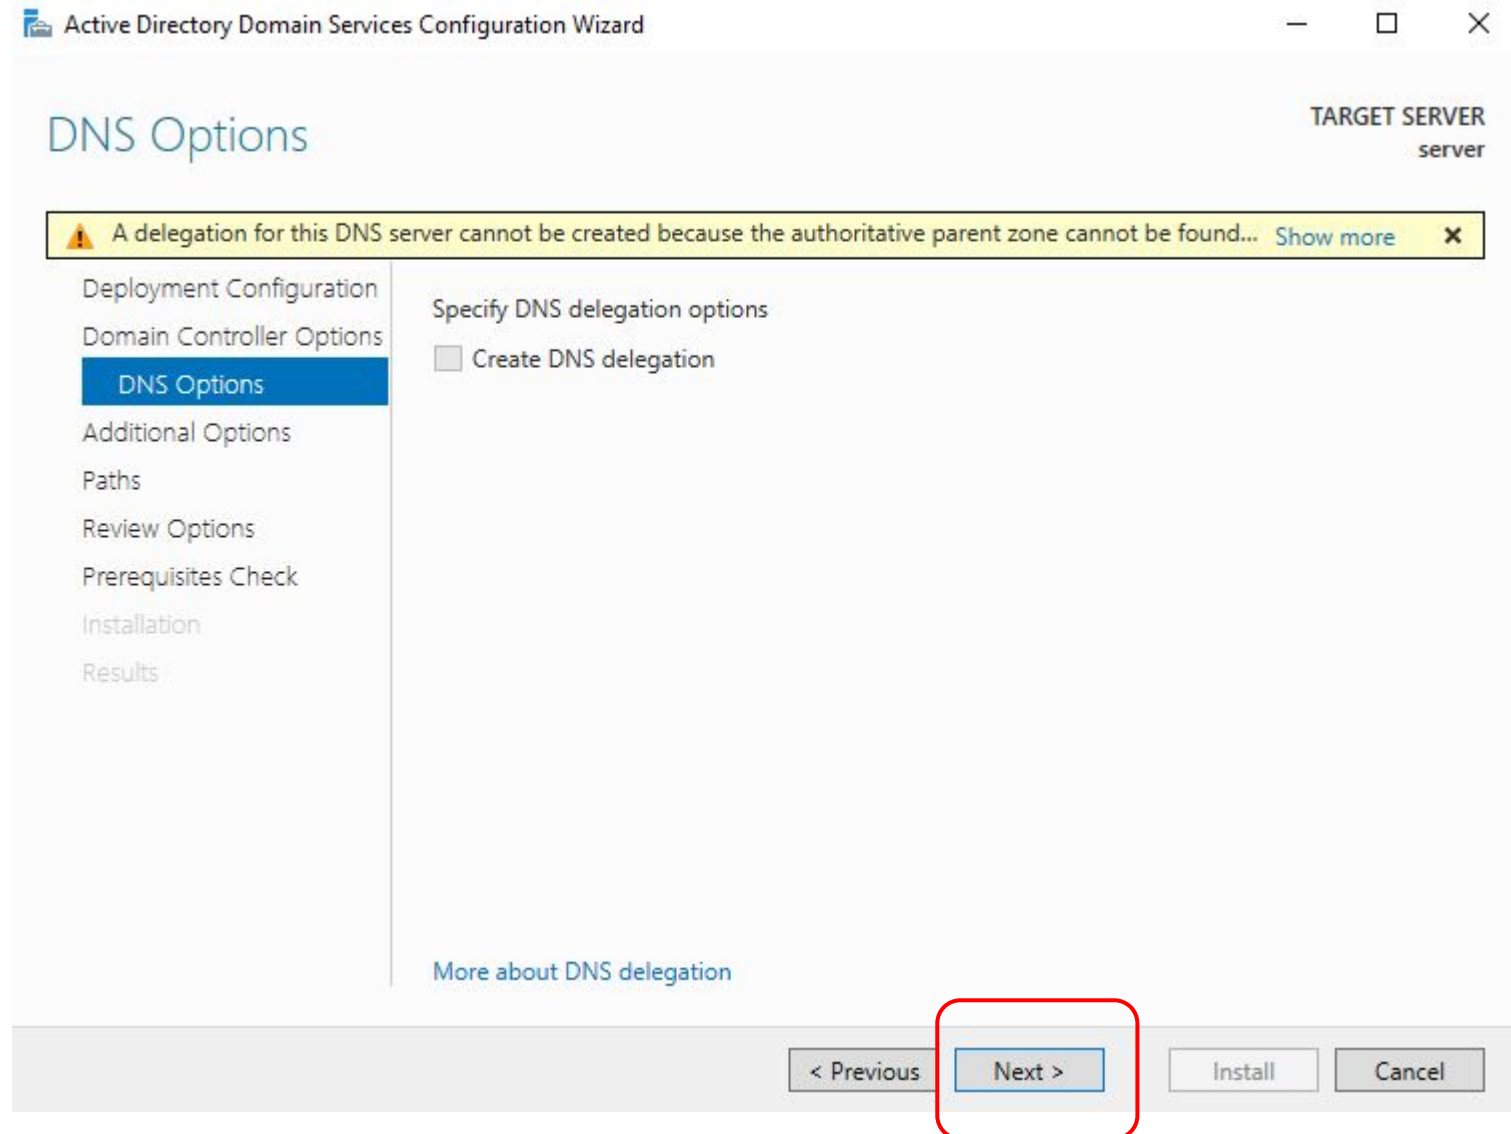 Active Directory Domain Services Configuration Wizard
DNS Options
TARGET SERVER
server
A delegation for this DNS server cannot be created because the authoritative parent zone cannot be found... Show more
Deployment Configuration
Domain Controller Options
DNS Options
Additional Options
Paths
Review Options
Prerequisites Check
Installation
Results
Specify DNS delegation options
Create DNS delegation
More about DNS delegation
< Previous
Next >
Install
Cancel